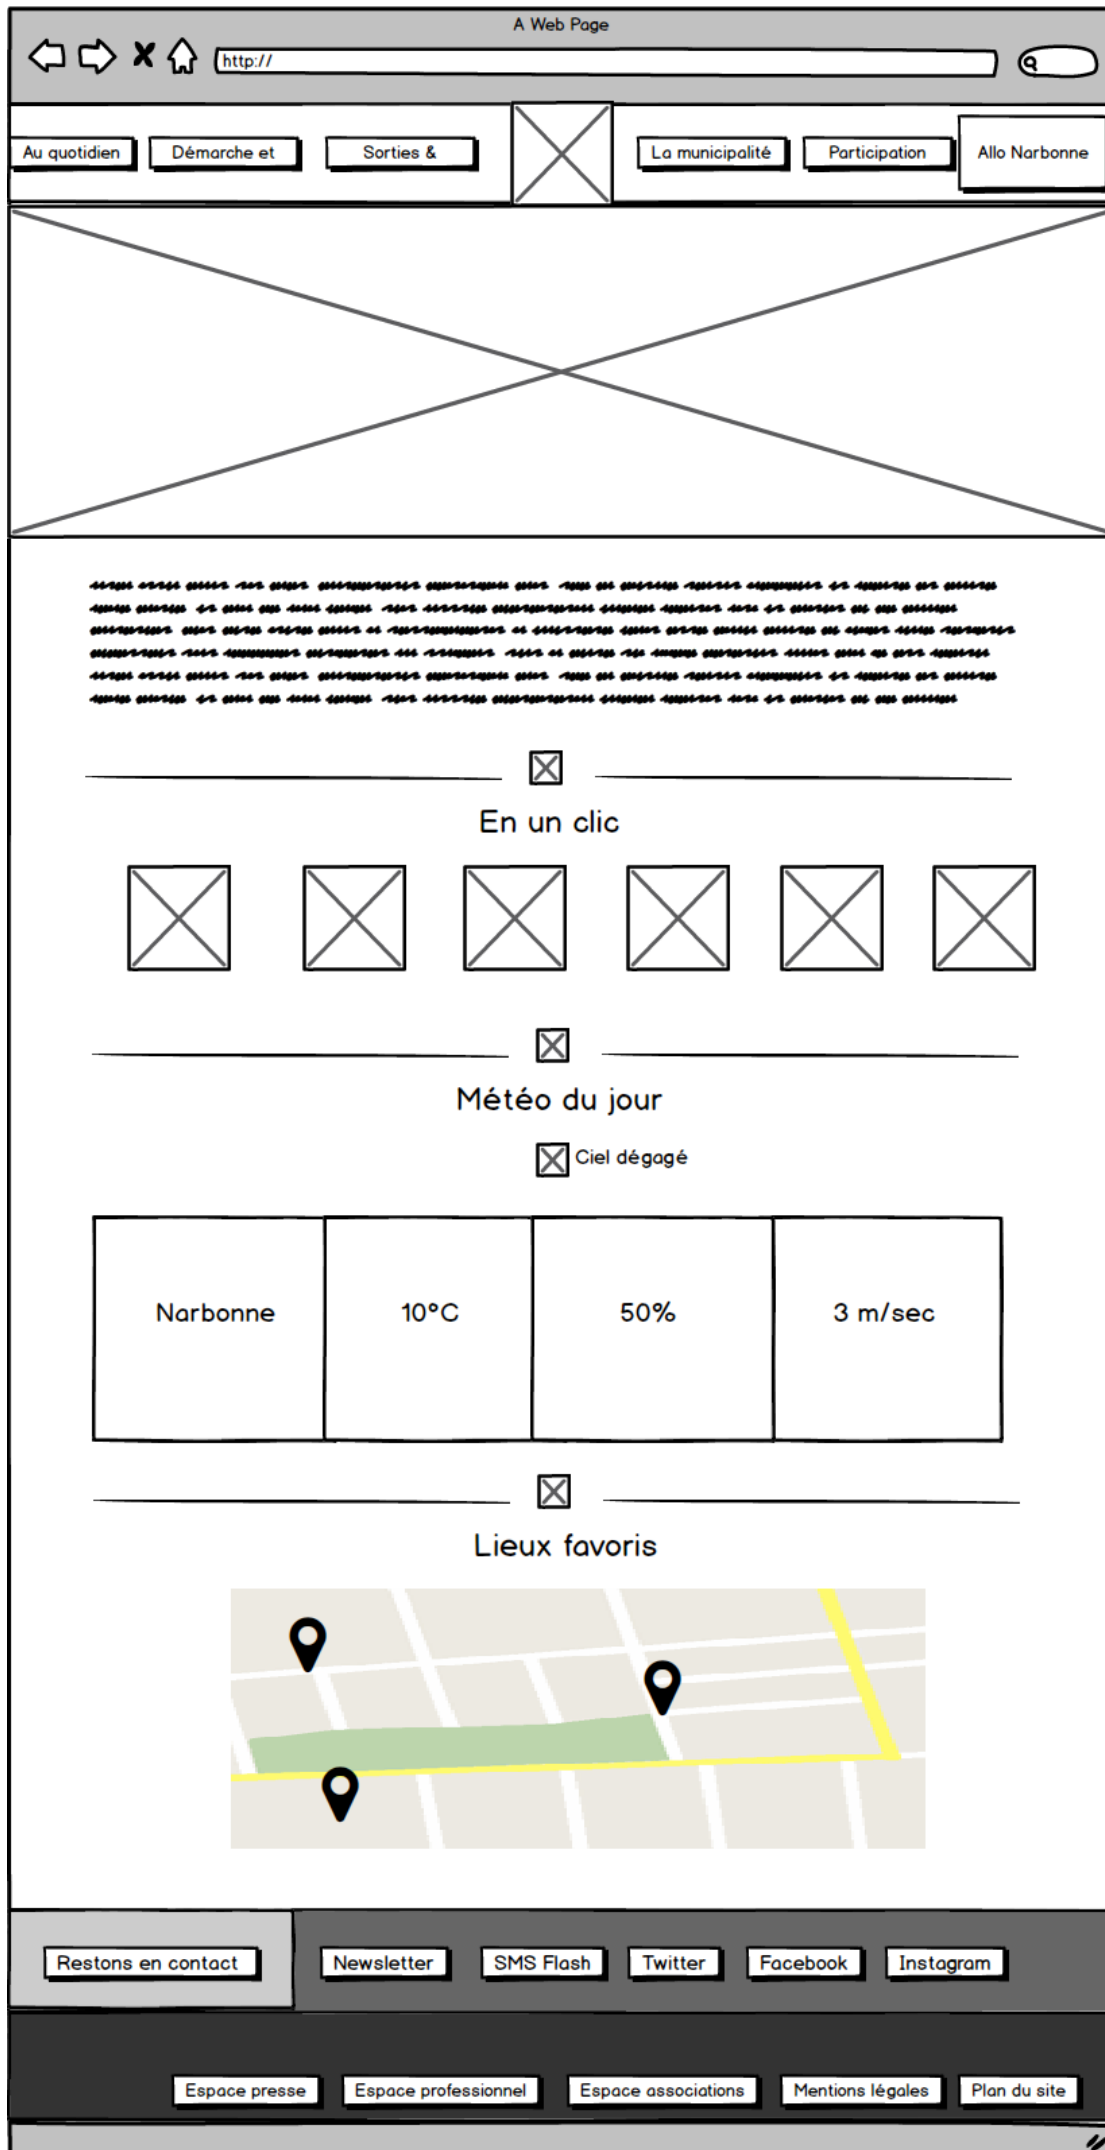 A Web Page
http://
Au quotidien
Démarche et
Sorties &
La municipalité
Participation
Allo Narbonne
En un clic
Météo du jour
Ciel dégagé
Narbonne
10°C
50%
3 m/sec
Lieux favoris
Restons en contact
Newsletter
SMS Flash
Twitter
Facebook
Instagram
Espace presse
Espace professionnel
Espace associations
Mentions légales
Plan du site